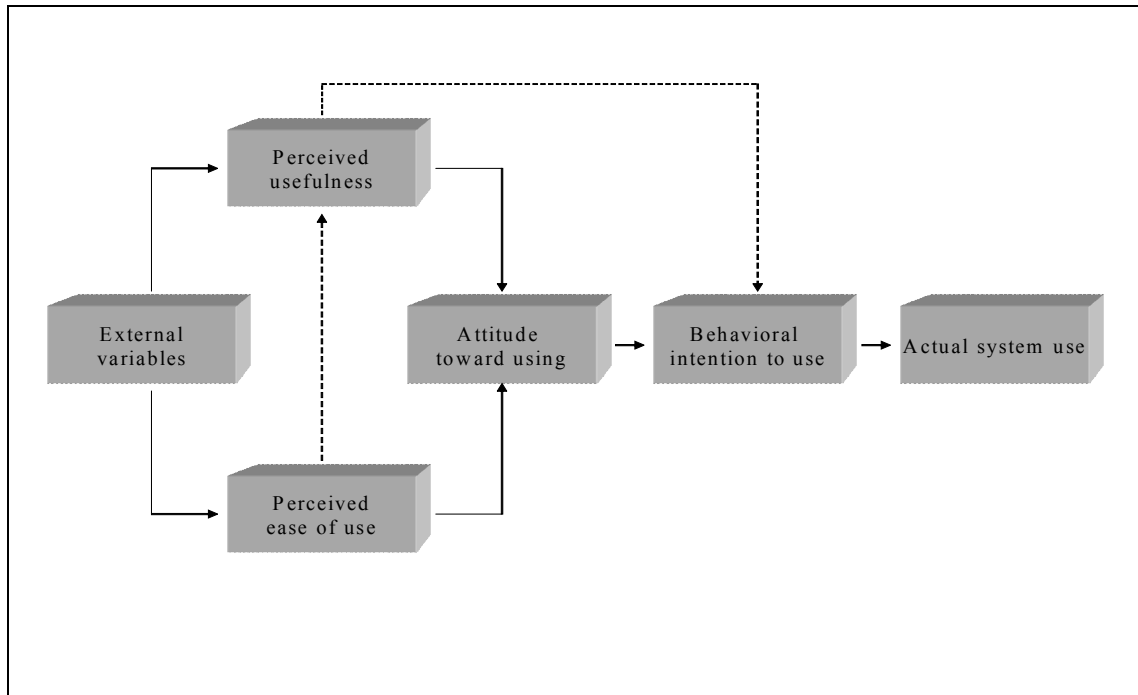 Perceived
usefulness
External
variables
Attitude
toward using
Behavioral
intention to use
Actual system use
Perceived
ease of use